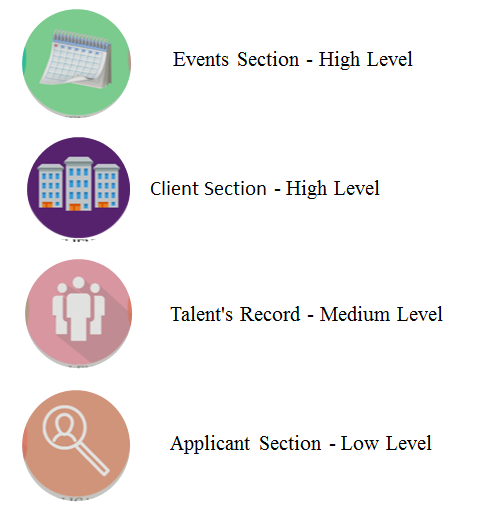 Events Section - High Level
Client Section - High Level
Talent's Record - Medium Level
Applicant Section - Low Level